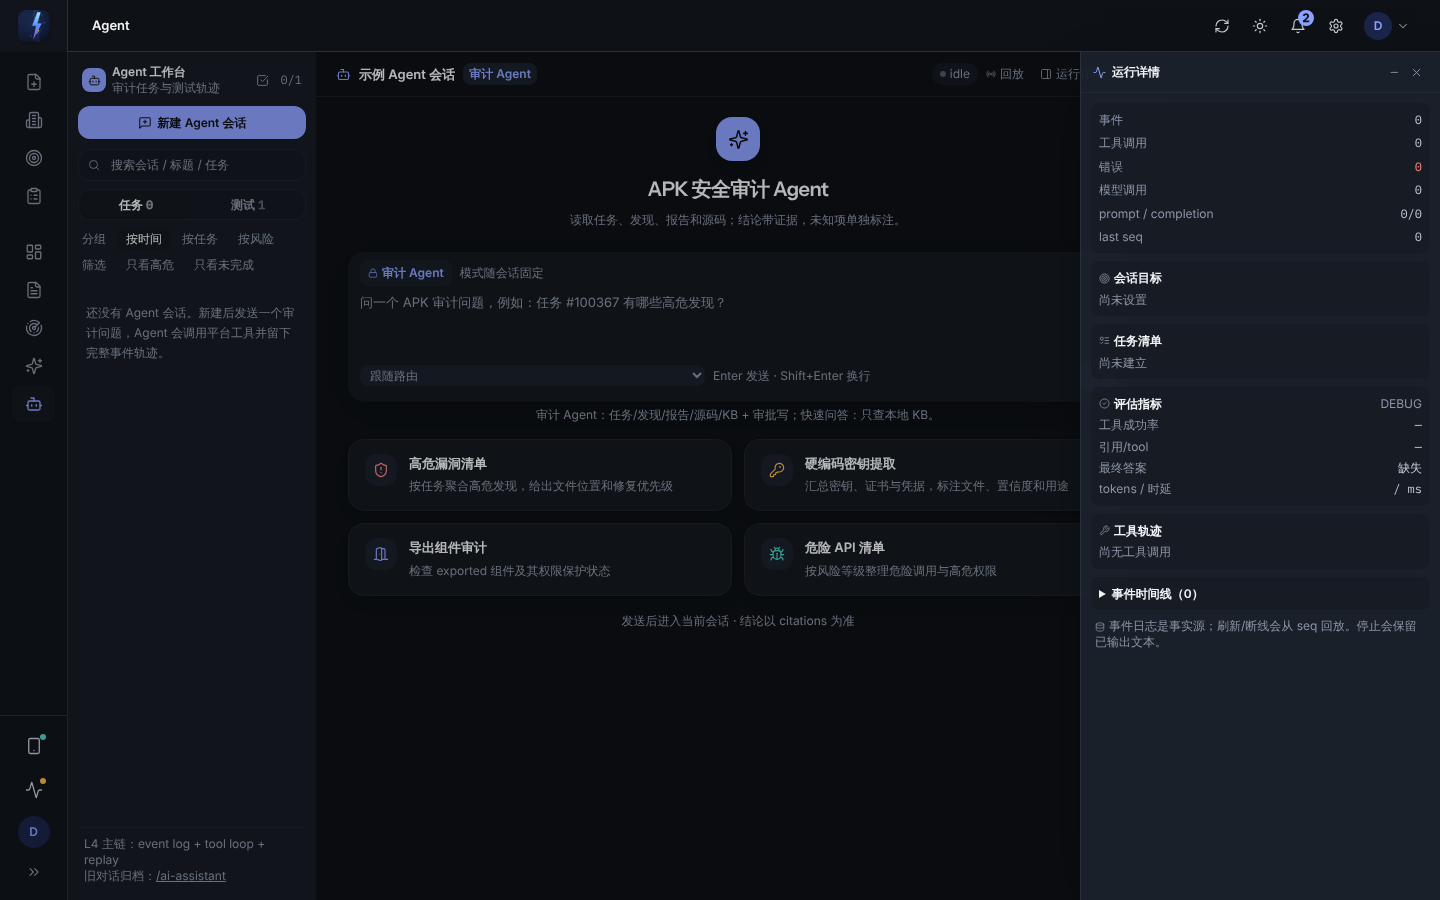 Agent
2
D
Agent 工作台
审计任务与测试轨迹
0/1
新建 Agent 会话
搜索会话 / 标题 / 任务
任务 0
测试 1
分组 按时间 按任务 按风险
筛选 只看高危 只看未完成
还没有 Agent 会话。新建后发送一个审
计问题，Agent 会调用平台工具并留下
完整事件轨迹。
L4 主链：event log + tool loop +
replay
旧对话归档：/ai-assistant
D
示例 Agent 会话 审计 Agent
idle 回放 运行
APK 安全审计 Agent
读取任务、发现、报告和源码；结论带证据，未知项单独标注。
审计 Agent 模式随会话固定
问一个 APK 审计问题，例如：任务 #100367 有哪些高危发现？
跟随路由 Enter 发送 · Shift+Enter 换行
审计 Agent：任务/发现/报告/源码/KB + 审批写；快速问答：只查本地 KB。
高危漏洞清单
按任务聚合高危发现，给出文件位置和修复优先级
硬编码密钥提取
汇总密钥、证书与凭据，标注文件、置信度和用途
导出组件审计
检查 exported 组件及其权限保护状态
危险 API 清单
按风险等级整理危险调用与高危权限
发送后进入当前会话 · 结论以 citations 为准
运行详情
事件 0
工具调用 0
错误 0
模型调用 0
prompt / completion 0/0
last seq 0
会话目标
尚未设置
任务清单
尚未建立
评估指标 DEBUG
工具成功率 —
引用/tool —
最终答案 缺失
tokens / 时延 / ms
工具轨迹
尚无工具调用
事件时间线（0）
事件日志是事实源；刷新/断线会从 seq 回放。停止会保留
已输出文本。